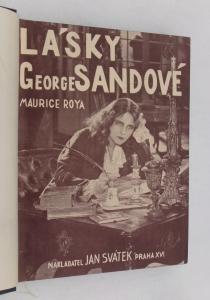 LÁSKY
GEORGE SANDOVÉ
MAURICE ROYA
NAKLADATEL JAN SVÁTEK PRAHA XVI